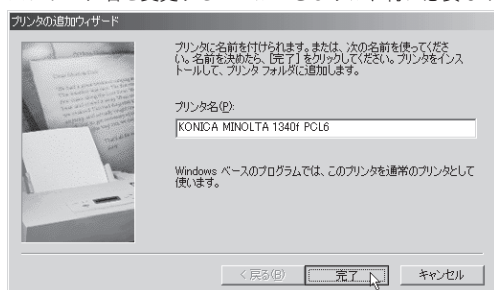 プリンタの追加ウィザード
プリンタに名前を付けられます。または、次の名前を使ってくださ
い。名前を決めたら、[完了] をクリックしてください。プリンタをインス
トールして、プリンタ フォルダに追加します。
プリンタ名(P):
KONICA MINOLTA 1340f PCL6
Windows ベースのプログラムでは、このプリンタを通常のプリンタとして
使います。
< 戻る(B)
完了
キャンセル